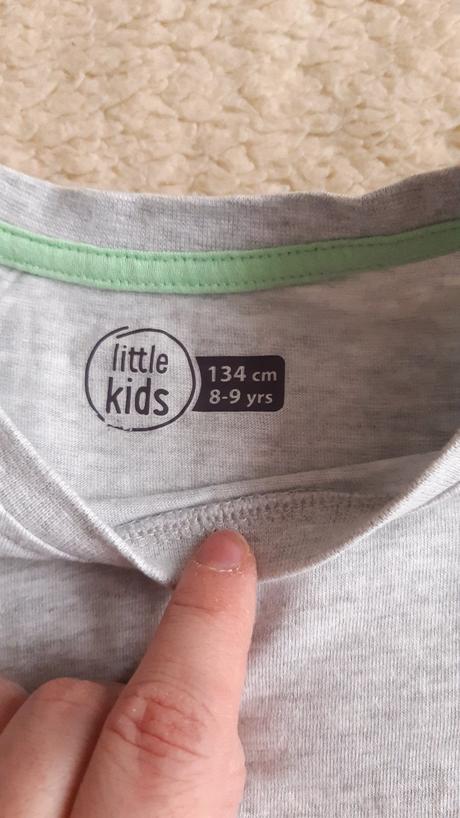 little
kids
134 cm
8-9 yrs